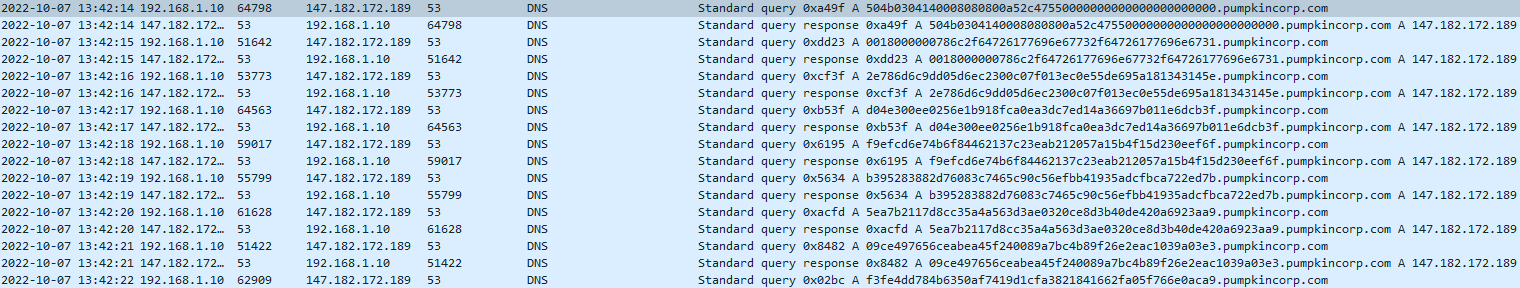 2022-10-07 13:42:14 192.168.1.10 64798 147.182.172.189 53 DNS Standard query 0xa49f A 504b0304140008080800a52c47550000000000000000000000.pumpkincorp.com
2022-10-07 13:42:14 147.182.172… 53 192.168.1.10 64798 DNS Standard query response 0xa49f A 504b0304140008080800a52c47550000000000000000000000.pumpkincorp.com A 147.182.172.189
2022-10-07 13:42:15 192.168.1.10 51642 147.182.172.189 53 DNS Standard query 0xdd23 A 0018000000786c2f64726177696e67732f64726177696e6731.pumpkincorp.com
2022-10-07 13:42:15 147.182.172… 53 192.168.1.10 51642 DNS Standard query response 0xdd23 A 0018000000786c2f64726177696e67732f64726177696e6731.pumpkincorp.com A 147.182.172.189
2022-10-07 13:42:16 192.168.1.10 53773 147.182.172.189 53 DNS Standard query 0xcf3f A 2e786d6c9dd05d6ec2300c07f013ec0e55de695a181343145e.pumpkincorp.com
2022-10-07 13:42:16 147.182.172… 53 192.168.1.10 53773 DNS Standard query response 0xcf3f A 2e786d6c9dd05d6ec2300c07f013ec0e55de695a181343145e.pumpkincorp.com A 147.182.172.189
2022-10-07 13:42:17 192.168.1.10 64563 147.182.172.189 53 DNS Standard query 0xb53f A d04e300ee0256e1b918fca0ea3dc7ed14a36697b011e6dcb3f.pumpkincorp.com
2022-10-07 13:42:17 147.182.172… 53 192.168.1.10 64563 DNS Standard query response 0xb53f A d04e300ee0256e1b918fca0ea3dc7ed14a36697b011e6dcb3f.pumpkincorp.com A 147.182.172.189
2022-10-07 13:42:18 192.168.1.10 59017 147.182.172.189 53 DNS Standard query 0x6195 A f9efcd6e74b6f84462137c23eab212057a15b4f15d230eef6f.pumpkincorp.com
2022-10-07 13:42:18 147.182.172… 53 192.168.1.10 59017 DNS Standard query response 0x6195 A f9efcd6e74b6f84462137c23eab212057a15b4f15d230eef6f.pumpkincorp.com A 147.182.172.189
2022-10-07 13:42:19 192.168.1.10 55799 147.182.172.189 53 DNS Standard query 0x5634 A b395283882d76083c7465c90c56efbb41935adcfbca722ed7b.pumpkincorp.com
2022-10-07 13:42:19 147.182.172… 53 192.168.1.10 55799 DNS Standard query response 0x5634 A b395283882d76083c7465c90c56efbb41935adcfbca722ed7b.pumpkincorp.com A 147.182.172.189
2022-10-07 13:42:20 192.168.1.10 61628 147.182.172.189 53 DNS Standard query 0xacfd A 5ea7b2117d8cc35a4a563d3ae0320ce8d3b40de420a6923aa9.pumpkincorp.com
2022-10-07 13:42:20 147.182.172… 53 192.168.1.10 61628 DNS Standard query response 0xacfd A 5ea7b2117d8cc35a4a563d3ae0320ce8d3b40de420a6923aa9.pumpkincorp.com A 147.182.172.189
2022-10-07 13:42:21 192.168.1.10 51422 147.182.172.189 53 DNS Standard query 0x8482 A 09ce497656ceabea45f240089a7bc4b89f26e2eac1039a03e3.pumpkincorp.com
2022-10-07 13:42:21 147.182.172… 53 192.168.1.10 51422 DNS Standard query response 0x8482 A 09ce497656ceabea45f240089a7bc4b89f26e2eac1039a03e3.pumpkincorp.com A 147.182.172.189
2022-10-07 13:42:22 192.168.1.10 62909 147.182.172.189 53 DNS Standard query 0x02bc A f3fe4dd784b6350af7419d1cfa3821841662fa05f766e0aca9.pumpkincorp.com